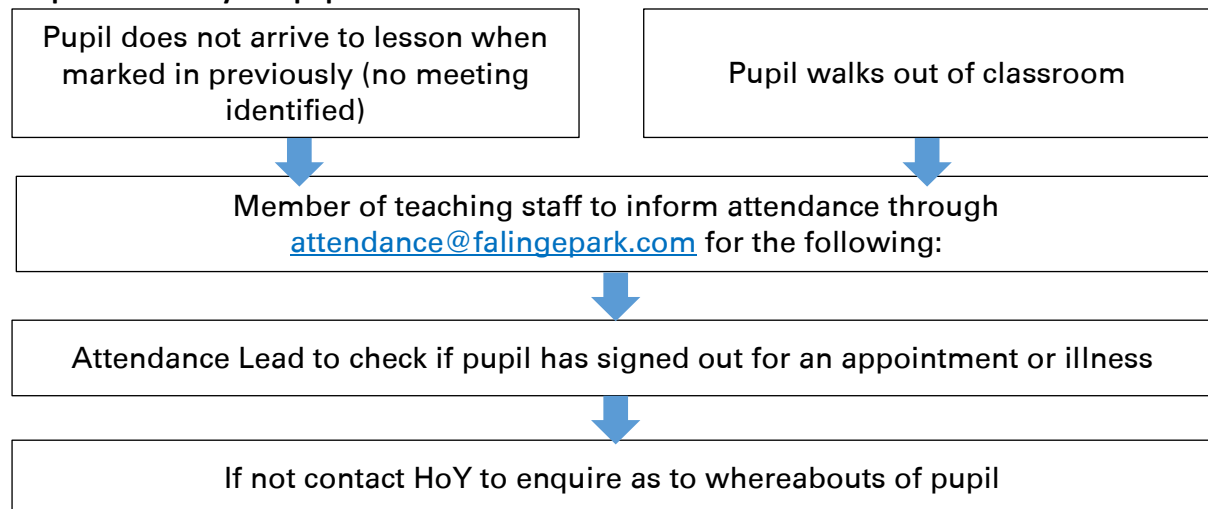 Pupil does not arrive to lesson when
marked in previously (no meeting
identified)
Pupil walks out of classroom
Member of teaching staff to inform attendance through
attendance@falingepark.com for the following:
Attendance Lead to check if pupil has signed out for an appointment or illness
If not contact HoY to enquire as to whereabouts of pupil